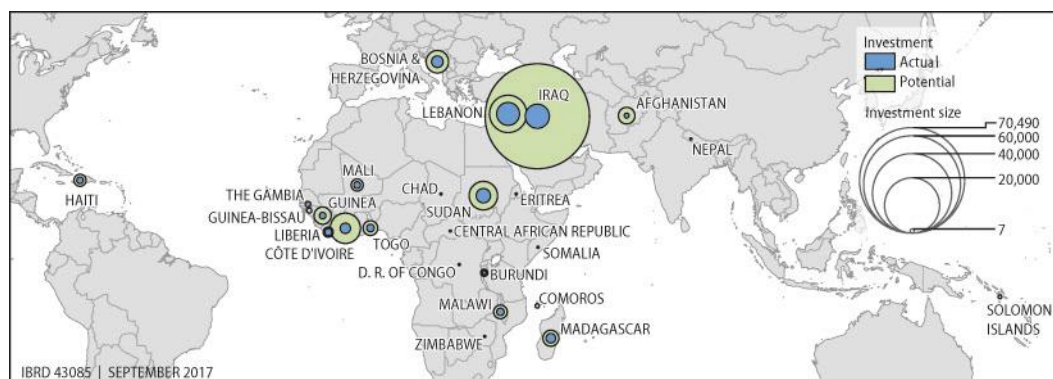 BOSNIA &
HERZEGOVINA
LEBANON
IRAQ
AFGHANISTAN
NEPAL
HAITI
MALI
THE GAMBIA
GUINEA
GUINEA-BISSAU
LIBERIA
CÔTE D'IVOIRE
TOGO
CHAD
SUDAN
ERITREA
CENTRAL AFRICAN REPUBLIC
SOMALIA
D. R. OF CONGO
BURUNDI
MALAWI
COMOROS
MADAGASCAR
ZIMBABWE
SOLOMON
ISLANDS
Investment
Actual
Potential
Investment size
70,490
60,000
40,000
20,000
7
IBRD 43085 | SEPTEMBER 2017